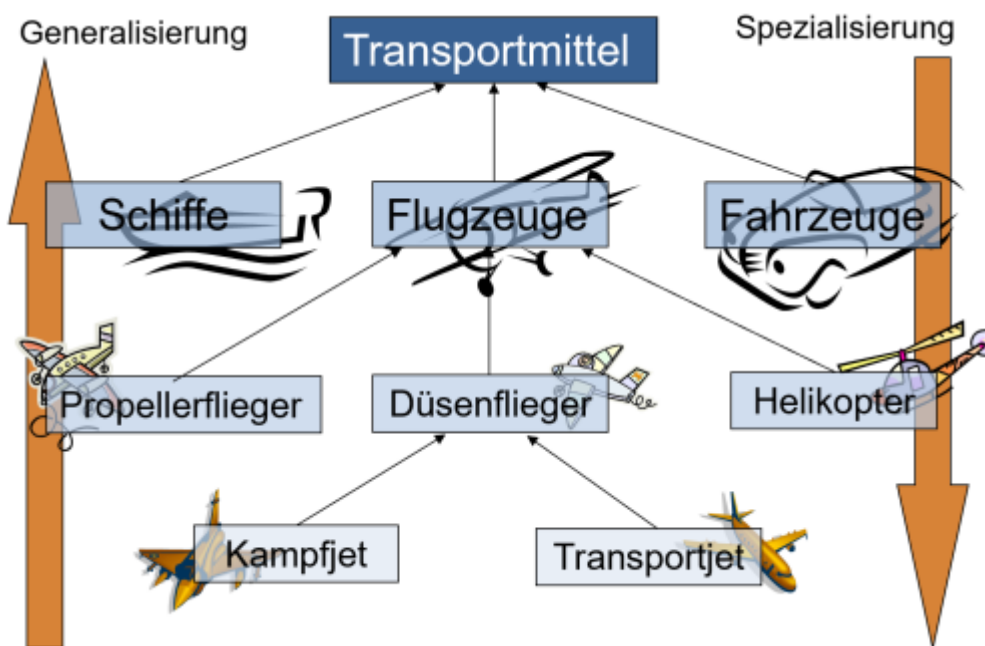 Generalisierung
Transportmittel
Spezialisierung
Schiffe
Flugzeuge
Fahrzeuge
Propellerflieger
Düsenflieger
Helikopter
Kampfjet
Transportjet